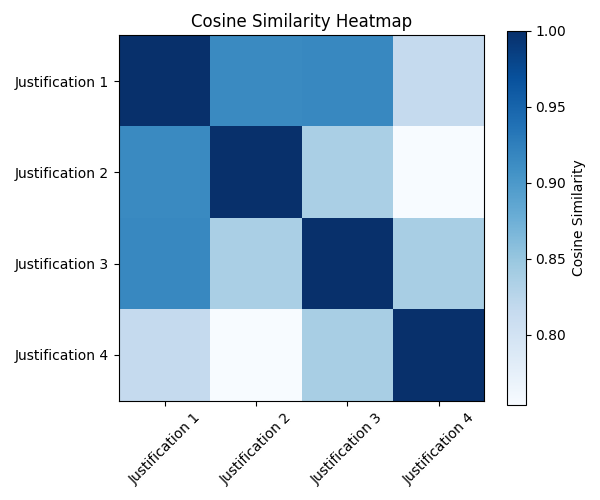 Cosine Similarity Heatmap
Justification 1
Justification 2
Justification 3
Justification 4
Justification 1
Justification 2
Justification 3
Justification 4
1.00
0.95
0.90
0.85
0.80
Cosine Similarity